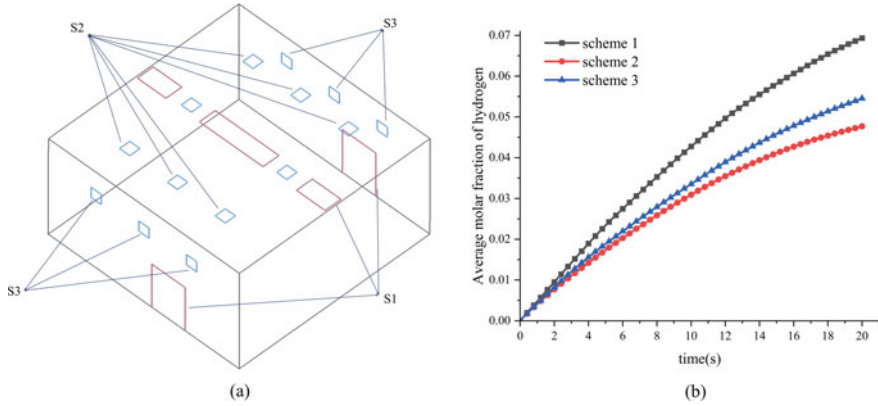 S2
S3
S3
S1
(a)
Average molar fraction of hydrogen
0.07
0.06
0.05
0.04
0.03
0.02
0.01
0.00
scheme 1
scheme 2
scheme 3
0 2 4 6 8 10 12 14 16 18 20
time(s)
(b)